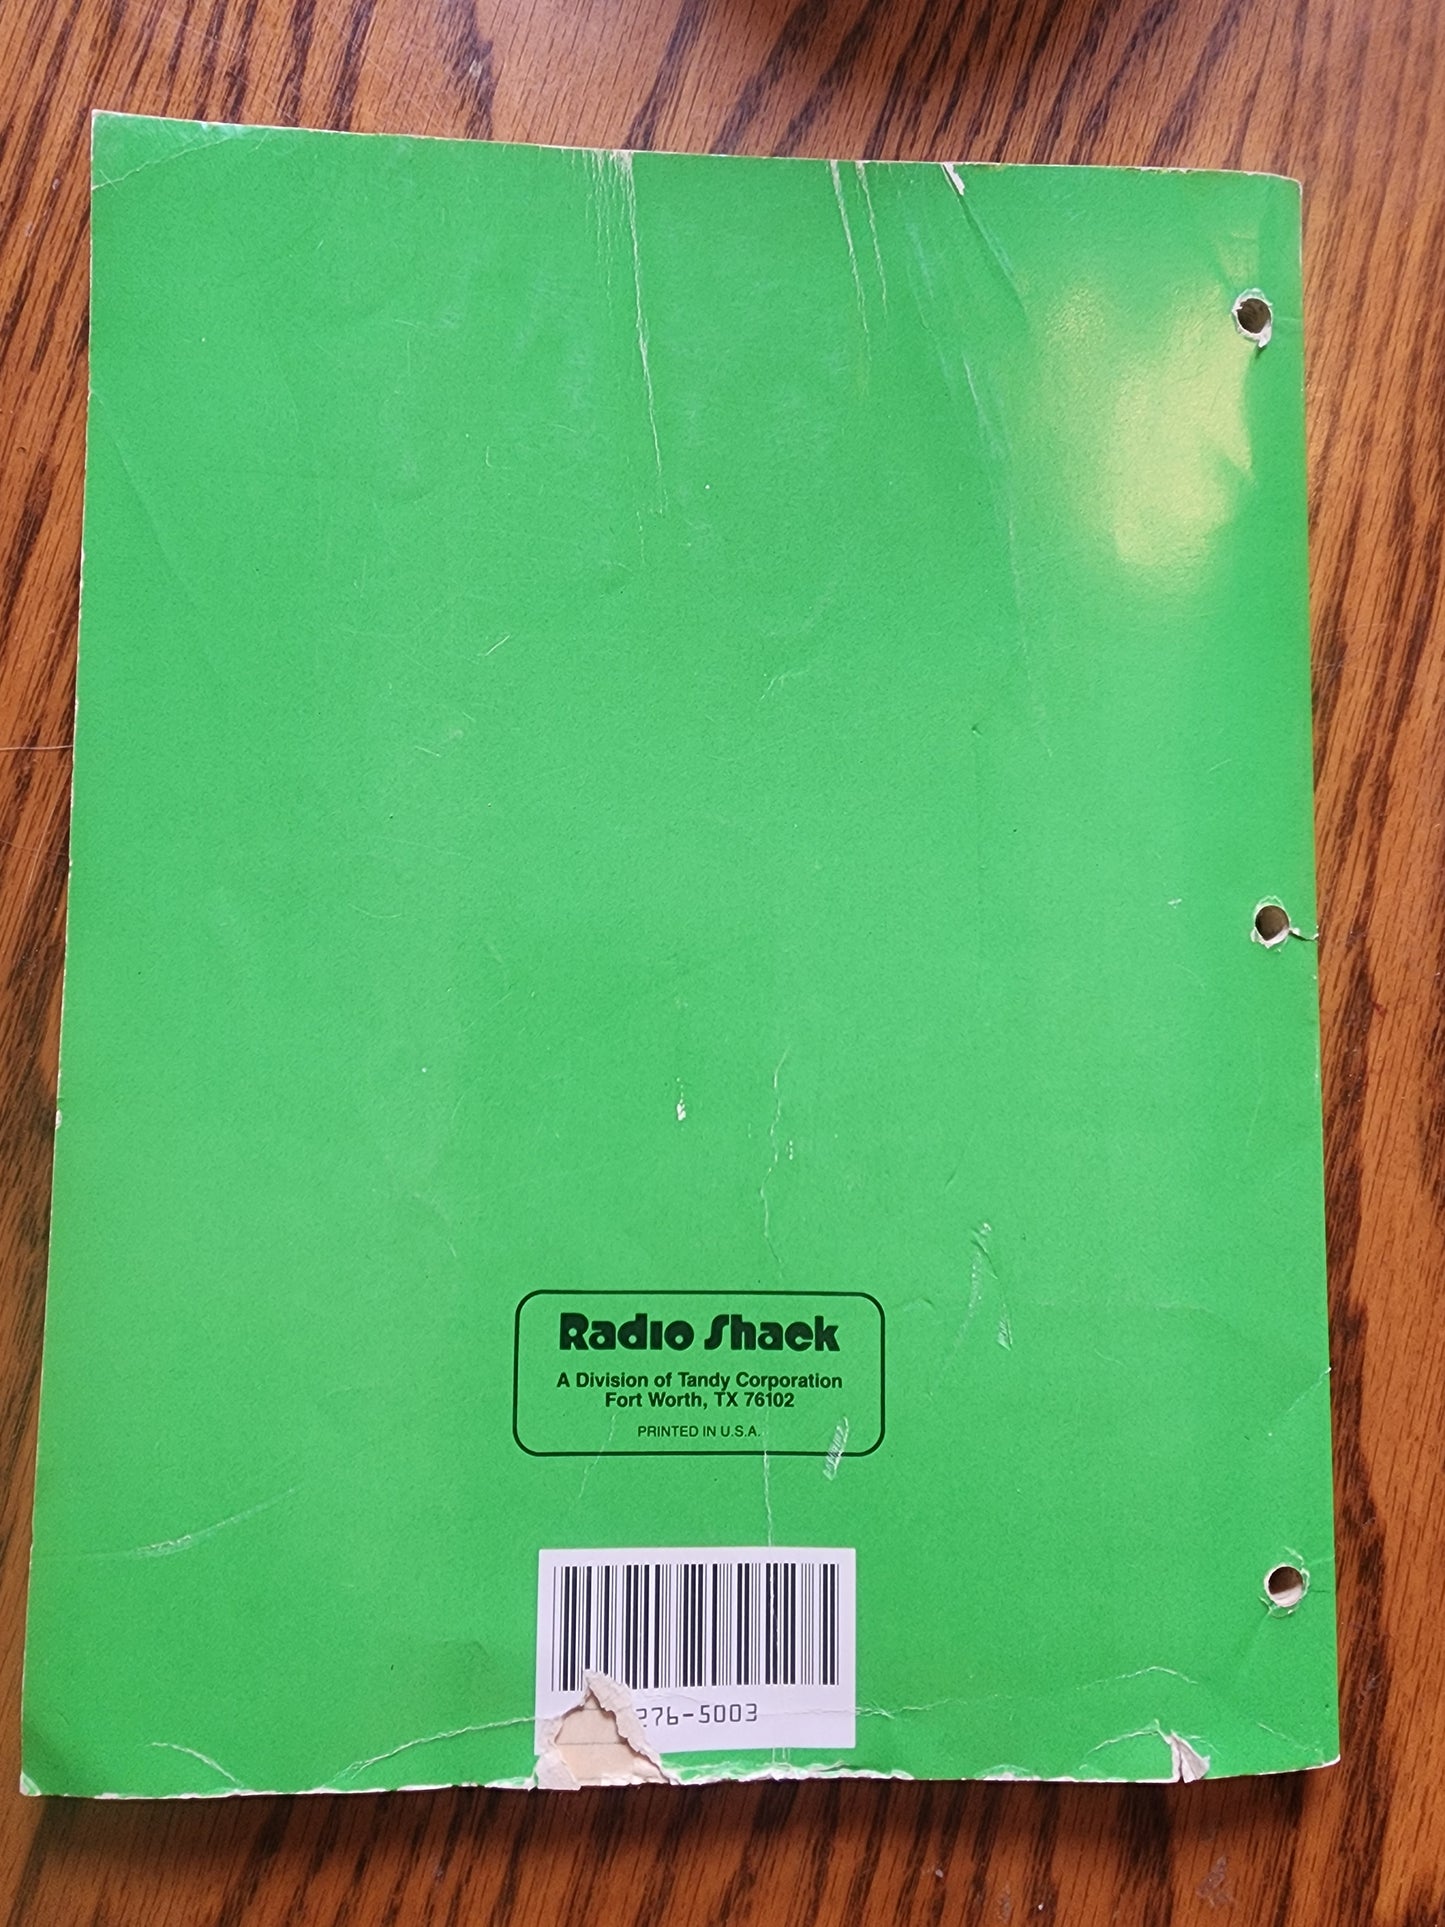 Radio Shack
A Division of Tandy Corporation
Fort Worth, TX 76102
PRINTED IN U.S.A.
276-5003